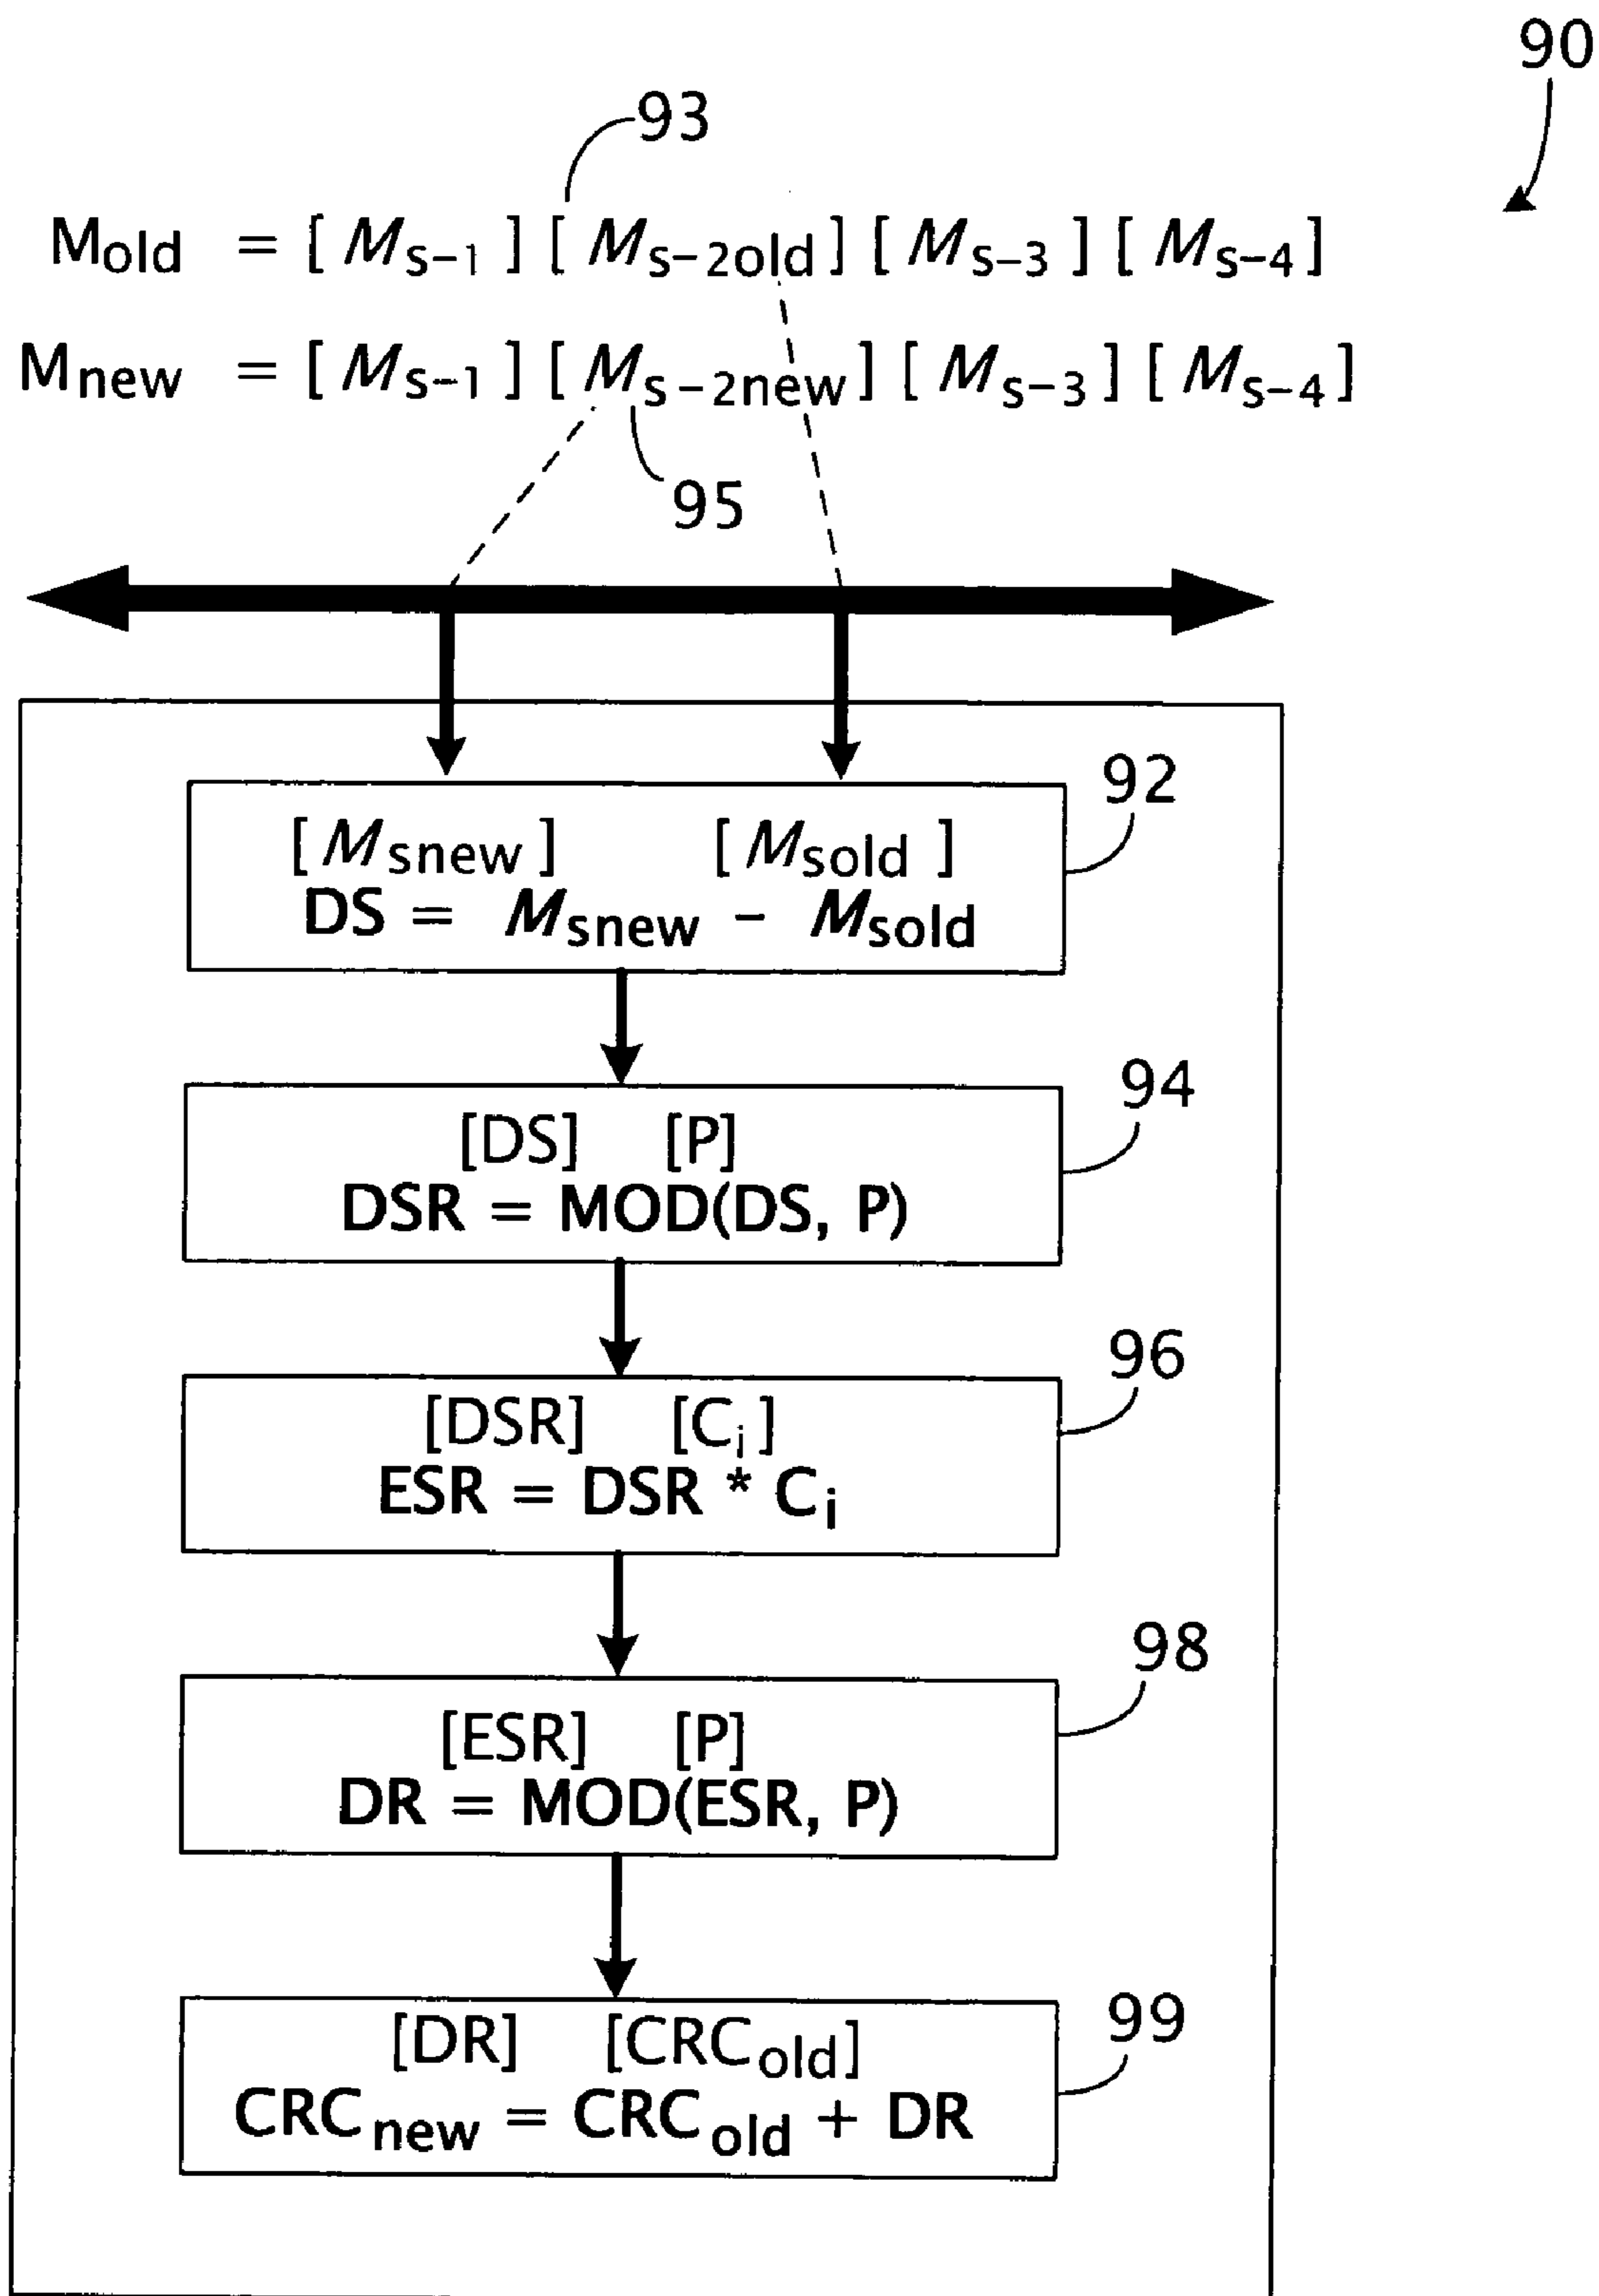 90
93
Mold = [ Ms-1 ] [ Ms-2old ] [ Ms-3 ] [ Ms-4 ]
Mnew = [ Ms-1 ] [ Ms-2new ] [ Ms-3 ] [ Ms-4 ]
95
92
[ Msnew ] [ Msold ]
DS = Msnew - Msold
94
[DS] [P]
DSR = MOD(DS, P)
96
[DSR] [Ci]
ESR = DSR * Ci
98
[ESR] [P]
DR = MOD(ESR, P)
99
[DR] [CRCold]
CRCnew = CRCold + DR